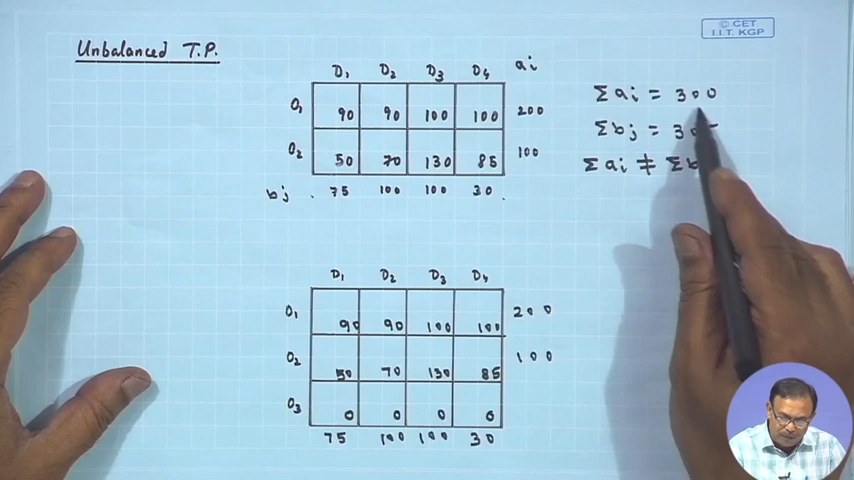 © CET
I.I.T. KGP
Unbalanced T.P.
D1 D2 D3 D4 ai
O1 90 90 100 100 200
O2 50 70 130 85 100
bj 75 100 100 30
Σai = 300
Σbj =
Σai ≠
D1 D2 D3 D4
O1 90 90 100 100 200
O2 50 70 130 85 100
O3 0 0 0 0
75 100 100 30